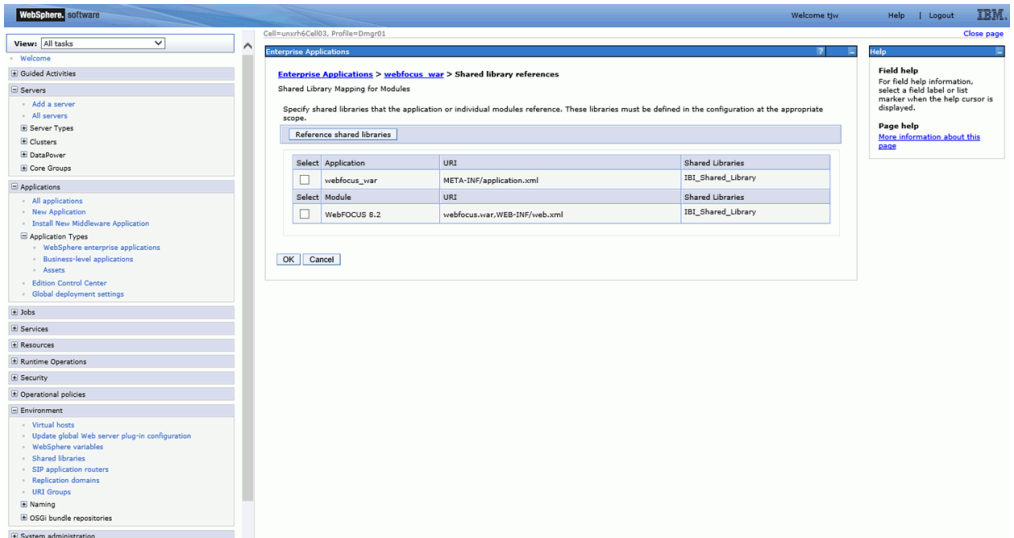 WebSphere. software
Welcome tjw
Help | Logout
IBM.
View: All tasks
Welcome
Guided Activities
Servers
Add a server
All servers
Server Types
Clusters
DataPower
Core Groups
Applications
All applications
New Application
Install New Middleware Application
Application Types
WebSphere enterprise applications
Business-level applications
Assets
Edition Control Center
Global deployment settings
Jobs
Services
Resources
Runtime Operations
Security
Operational policies
Environment
Virtual hosts
Update global Web server plug-in configuration
WebSphere variables
Shared libraries
SIP application routers
Replication domains
URI Groups
Naming
OSGi bundle repositories
System administration
Cell=unxrh6Cell03, Profile=Dmgr01
Close page
Enterprise Applications
?
Enterprise Applications > webfocus_war > Shared library references
Shared Library Mapping for Modules
Specify shared libraries that the application or individual modules reference. These libraries must be defined in the configuration at the appropriate
scope.
Reference shared libraries
Select Application URI Shared Libraries
webfocus_war META-INF/application.xml IBI_Shared_Library
Select Module URI Shared Libraries
WebFOCUS 8.2 webfocus.war,WEB-INF/web.xml IBI_Shared_Library
OK Cancel
Help
Field help
For field help information,
select a field label or list
marker when the help cursor is
displayed.
Page help
More information about this
page